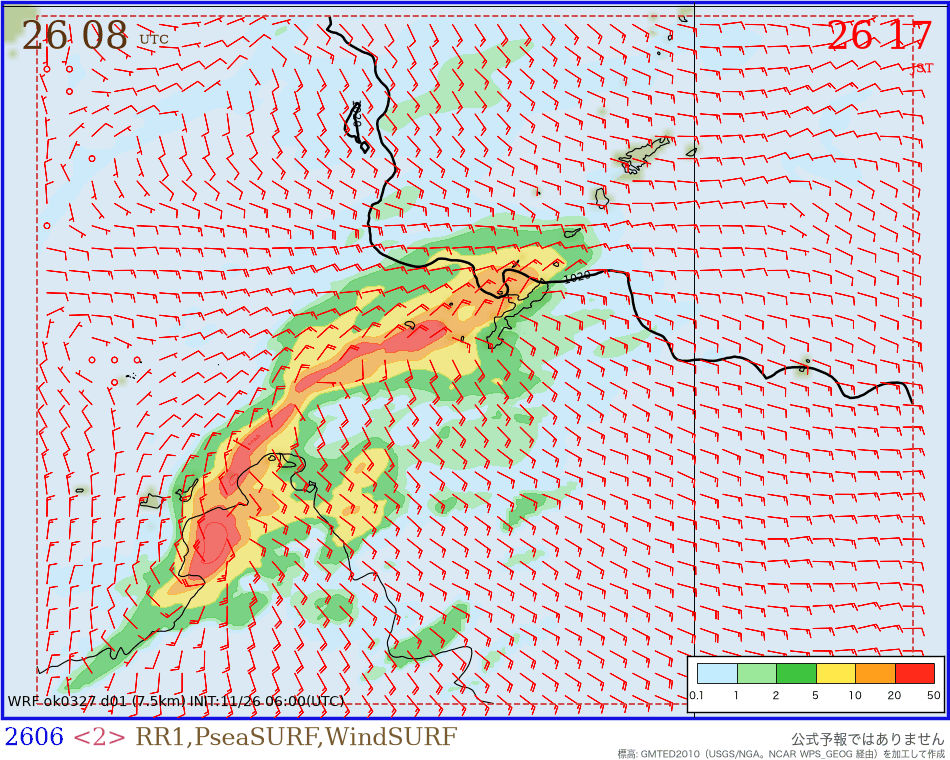 26 08 UTC
26 17
JST
1020
1020
0.1 1 2 5 10 20 50
WRF ok0327 d01 (7.5km) INIT:11/26 06:00(UTC)
2606 <2> RR1,PseaSURF,WindSURF
公式予報ではありません
標高: GMTED2010（USGS/NGA。NCAR WPS_GEOG 経由）を加工して作成